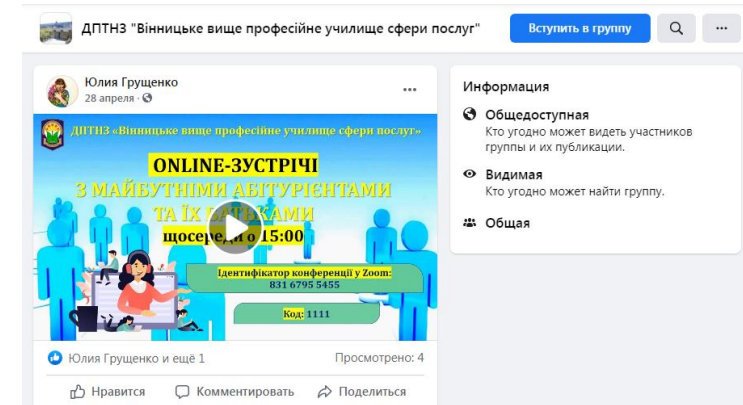 ДПТНЗ "Вінницьке вище професійне училище сфери послуг"
Вступить в группу
Юлия Грущенко
28 апреля ·
ДПТНЗ «Вінницьке вище професійне училище сфери послуг»
ONLINE-ЗУСТРІЧІ
З МАЙБУТНІМИ АБІТУРІЄНТАМИ
ТА ЇХ БАТЬКАМИ
щосереди о 15:00
Ідентифікатор конференції у Zoom:
831 6795 5455
Код: 1111
Юлия Грущенко и ещё 1
Просмотрено: 4
Нравится
Комментировать
Поделиться
Информация
Общедоступная
Кто угодно может видеть участников
группы и их публикации.
Видимая
Кто угодно может найти группу.
Общая